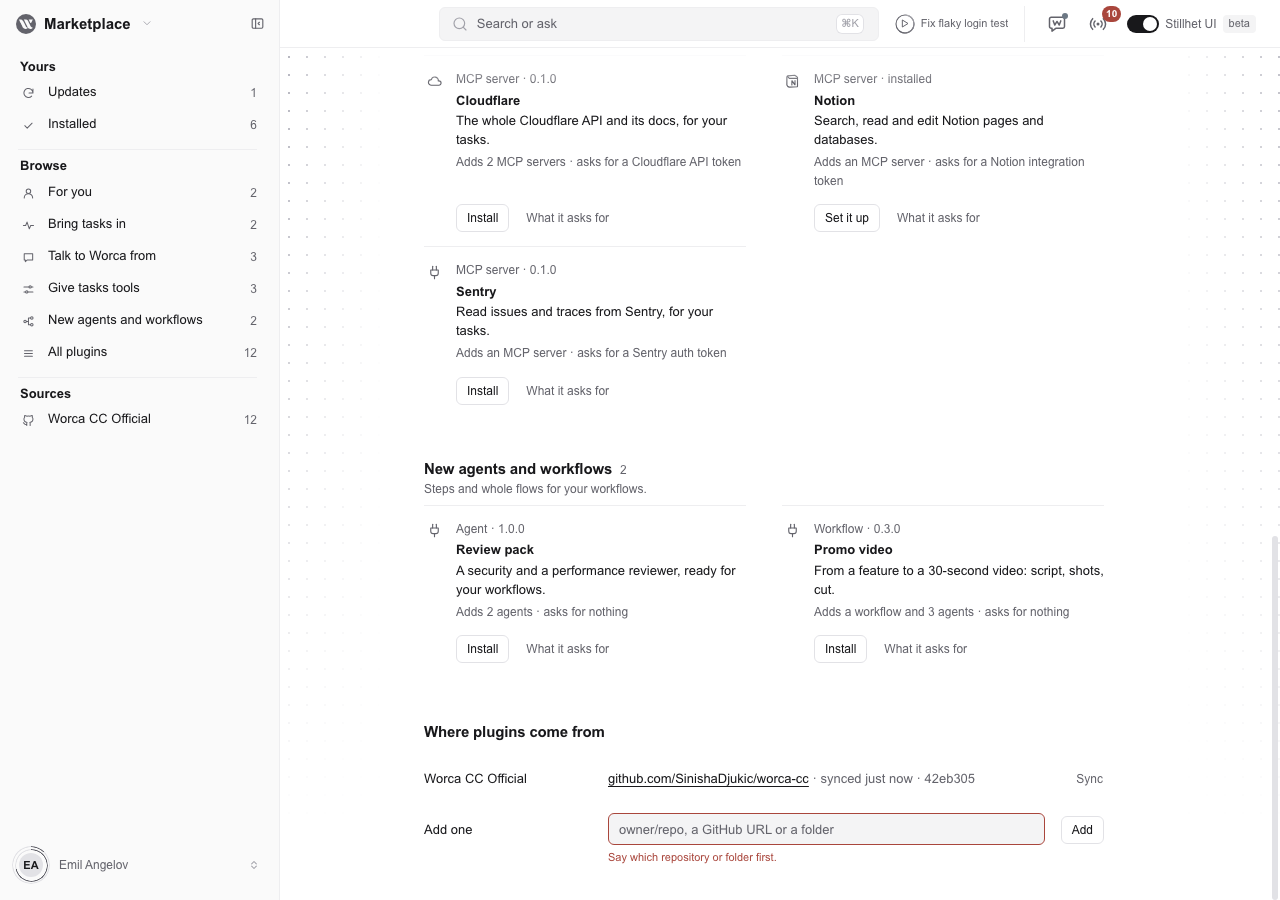 Marketplace
Search or ask
⌘K
Fix flaky login test
10
Stillhet UI
beta
Yours
Updates 1
Installed 6
Browse
For you 2
Bring tasks in 2
Talk to Worca from 3
Give tasks tools 3
New agents and workflows 2
All plugins 12
Sources
Worca CC Official 12
EA
Emil Angelov
MCP server · 0.1.0
Cloudflare
The whole Cloudflare API and its docs, for your
tasks.
Adds 2 MCP servers · asks for a Cloudflare API token
Install
What it asks for
MCP server · installed
Notion
Search, read and edit Notion pages and
databases.
Adds an MCP server · asks for a Notion integration
token
Set it up
What it asks for
MCP server · 0.1.0
Sentry
Read issues and traces from Sentry, for your
tasks.
Adds an MCP server · asks for a Sentry auth token
Install
What it asks for
New agents and workflows 2
Steps and whole flows for your workflows.
Agent · 1.0.0
Review pack
A security and a performance reviewer, ready for
your workflows.
Adds 2 agents · asks for nothing
Install
What it asks for
Workflow · 0.3.0
Promo video
From a feature to a 30-second video: script, shots,
cut.
Adds a workflow and 3 agents · asks for nothing
Install
What it asks for
Where plugins come from
Worca CC Official
github.com/SinishaDjukic/worca-cc · synced just now · 42eb305
Sync
Add one
owner/repo, a GitHub URL or a folder
Add
Say which repository or folder first.